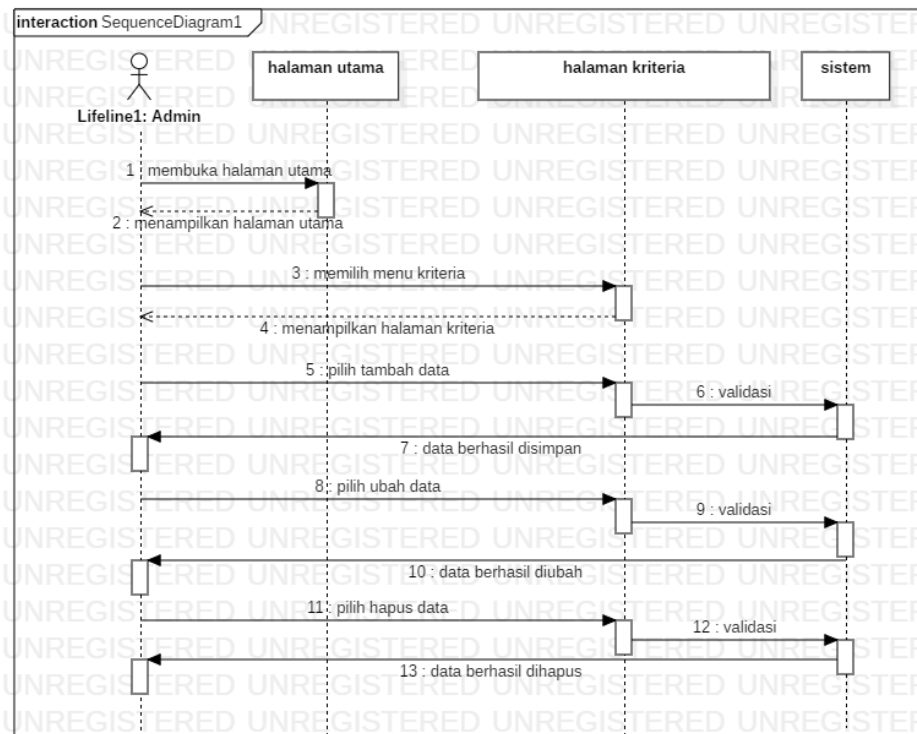 interaction SequenceDiagram1
halaman utama
halaman kriteria
sistem
Lifeline1: Admin
1 : membuka halaman utama
2 : menampilkan halaman utama
3 : memilih menu kriteria
4 : menampilkan halaman kriteria
5 : pilih tambah data
6 : validasi
7 : data berhasil disimpan
8 : pilih ubah data
9 : validasi
10 : data berhasil diubah
11 : pilih hapus data
12 : validasi
13 : data berhasil dihapus
UNREGISTERED